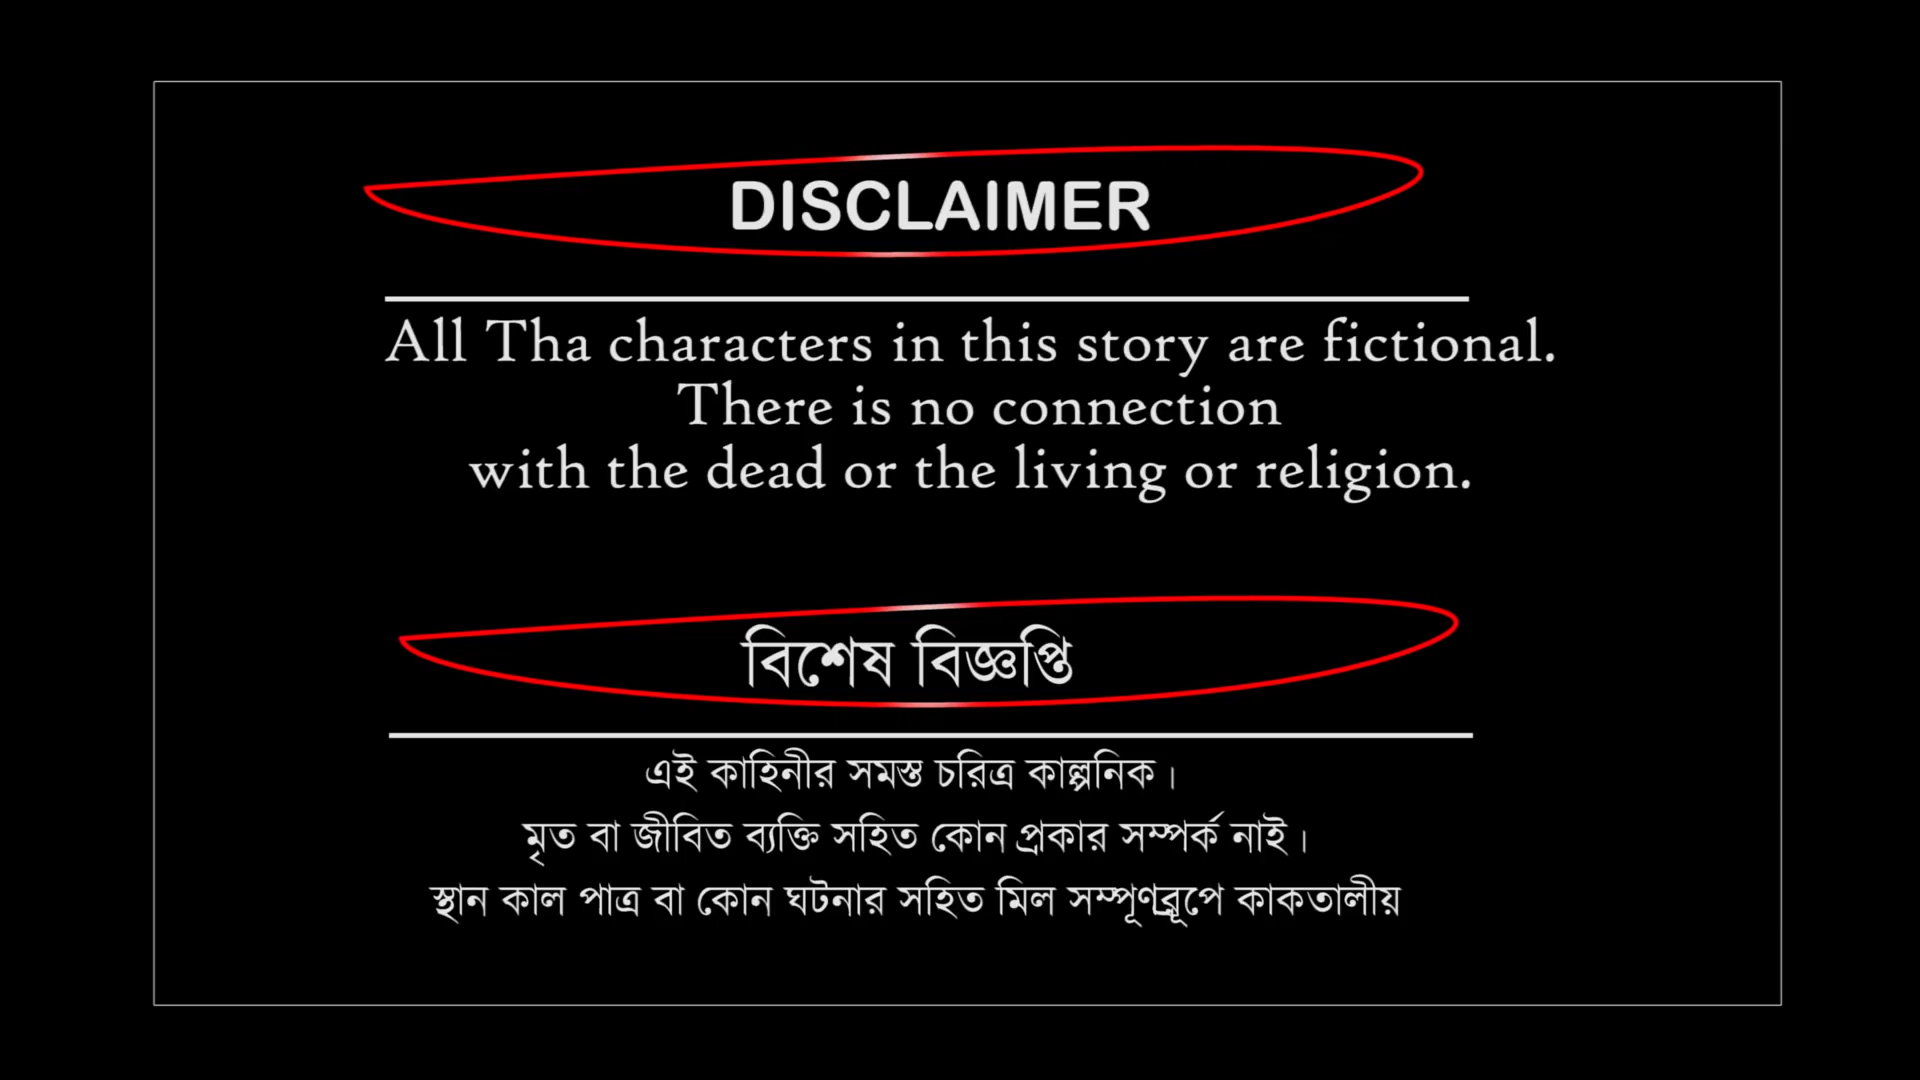 DISCLAIMER
All Tha characters in this story are fictional.
There is no connection
with the dead or the living or religion.
বিশেষ বিজ্ঞপ্তি
এই কাহিনীর সমস্ত চরিত্র কাল্পনিক।
মৃত বা জীবিত ব্যক্তি সহিত কোন প্রকার সম্পর্ক নাই।
স্থান কাল পাত্র বা কোন ঘটনার সহিত মিল সম্পূণব্রূপে কাকতালীয়